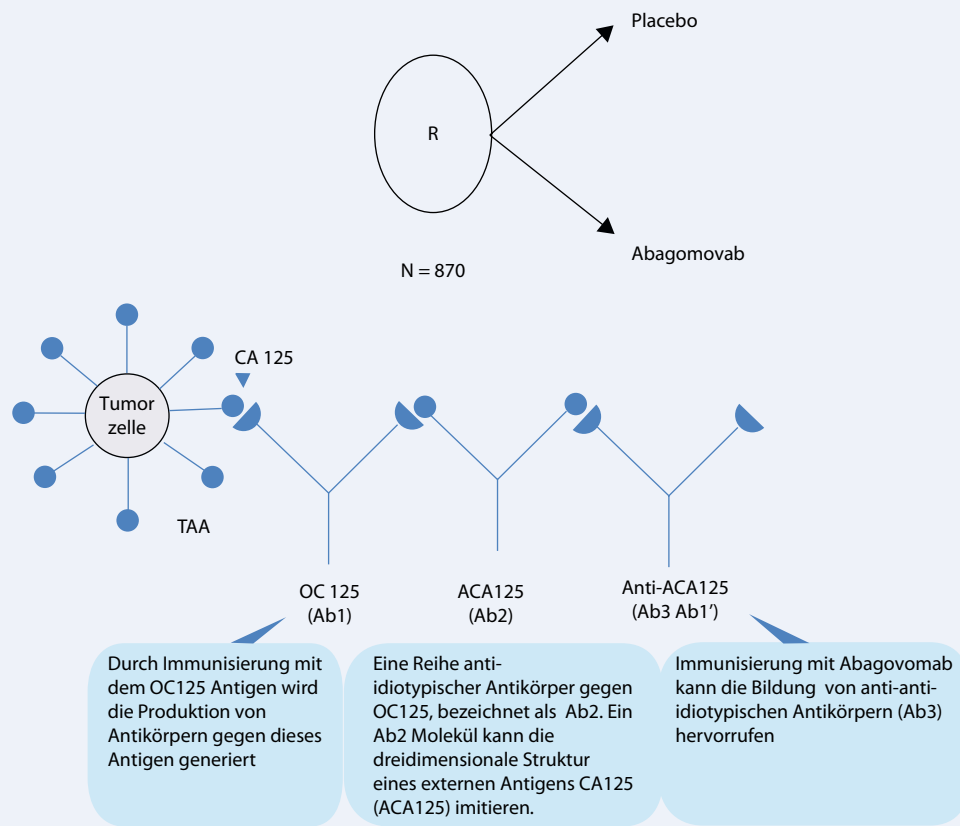 Placebo
R
Abagomovab
N = 870
CA 125
Tumor
zelle
TAA
OC 125
(Ab1)
ACA125
(Ab2)
Anti-ACA125
(Ab3 Ab1')
Durch Immunisierung mit
dem OC125 Antigen wird
die Produktion von
Antikörpern gegen dieses
Antigen generiert
Eine Reihe anti-
idiotypischer Antikörper gegen
OC125, bezeichnet als Ab2. Ein
Ab2 Molekül kann die
dreidimensionale Struktur
eines externen Antigens CA125
(ACA125) imitieren.
Immunisierung mit Abagovomab
kann die Bildung von anti-anti-
idiotypischen Antikörpern (Ab3)
hervorrufen